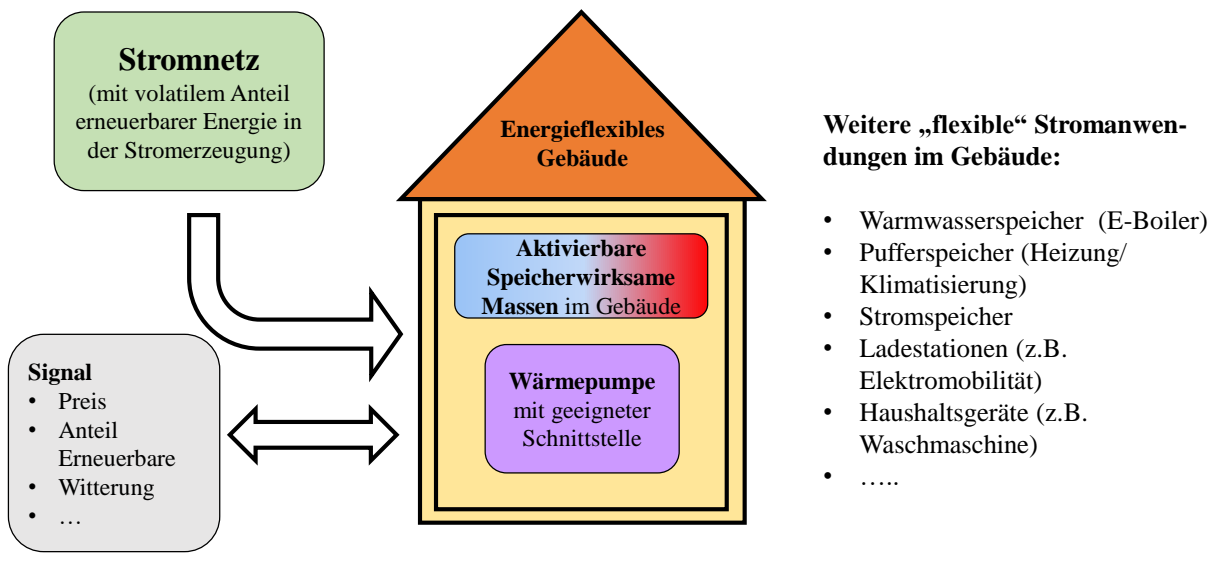 Stromnetz
(mit volatilem Anteil
erneuerbarer Energie in
der Stromerzeugung)
Signal
• Preis
• Anteil
Erneuerbare
• Witterung
• …
Energieflexibles
Gebäude
Aktivierbare
Speicherwirksame
Massen im Gebäude
Wärmepumpe
mit geeigneter
Schnittstelle
Weitere „flexible“ Stromanwen-
dungen im Gebäude:
• Warmwasserspeicher (E-Boiler)
• Pufferspeicher (Heizung/
Klimatisierung)
• Stromspeicher
• Ladestationen (z.B.
Elektromobilität)
• Haushaltsgeräte (z.B.
Waschmaschine)
• …..